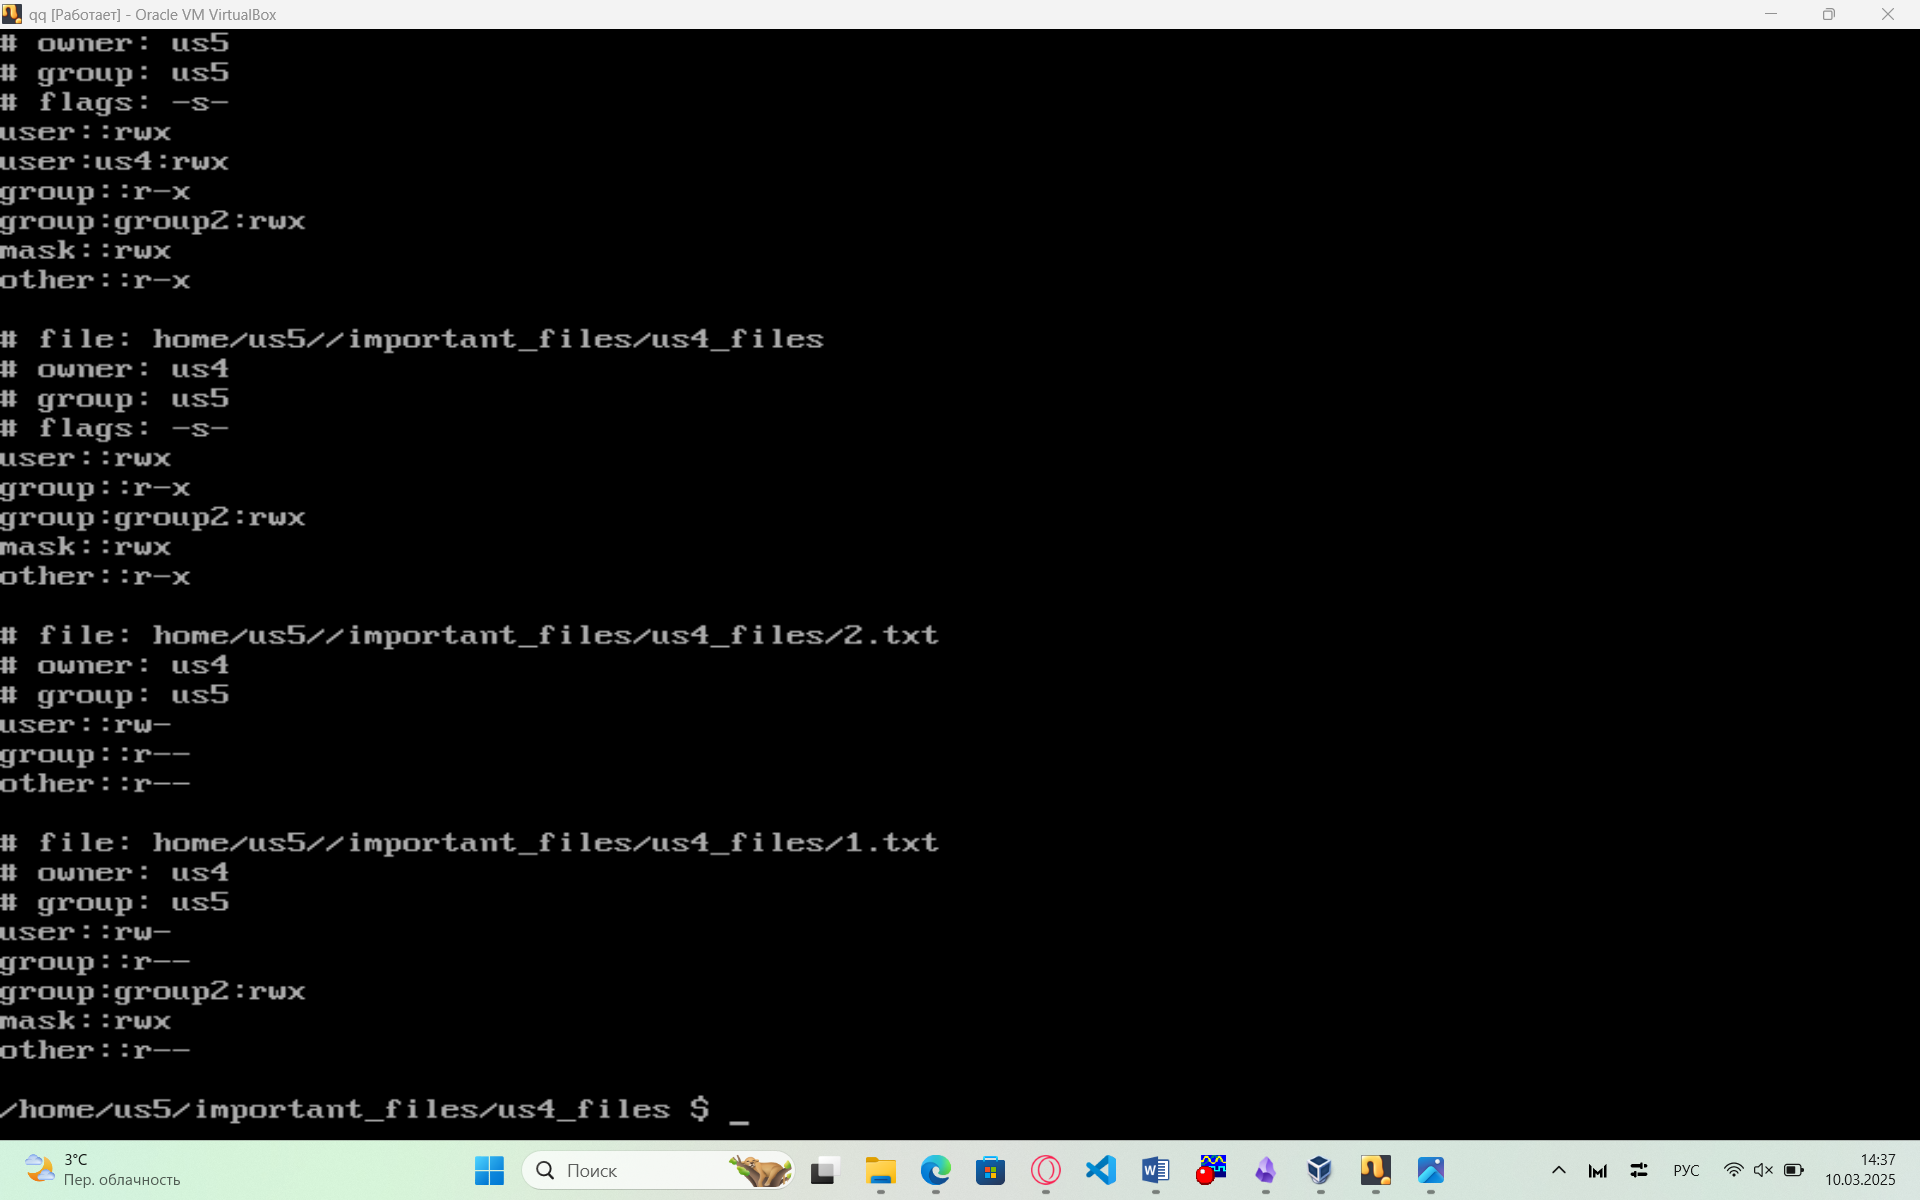 qq [Работает] - Oracle VM VirtualBox
# owner: us5
# group: us5
# flags: -s-
user::rwx
user:us4:rwx
group::r-x
group:group2:rwx
mask::rwx
other::r-x
# file: home/us5//important_files/us4_files
# owner: us4
# group: us5
# flags: -s-
user::rwx
group::r-x
group:group2:rwx
mask::rwx
other::r-x
# file: home/us5//important_files/us4_files/2.txt
# owner: us4
# group: us5
user::rw-
group::r--
other::r--
# file: home/us5//important_files/us4_files/1.txt
# owner: us4
# group: us5
user::rw-
group::r--
group:group2:rwx
mask::rwx
other::r--
/home/us5/important_files/us4_files $ _
3°C
Пер. облачность
Поиск
РУС
14:37
10.03.2025